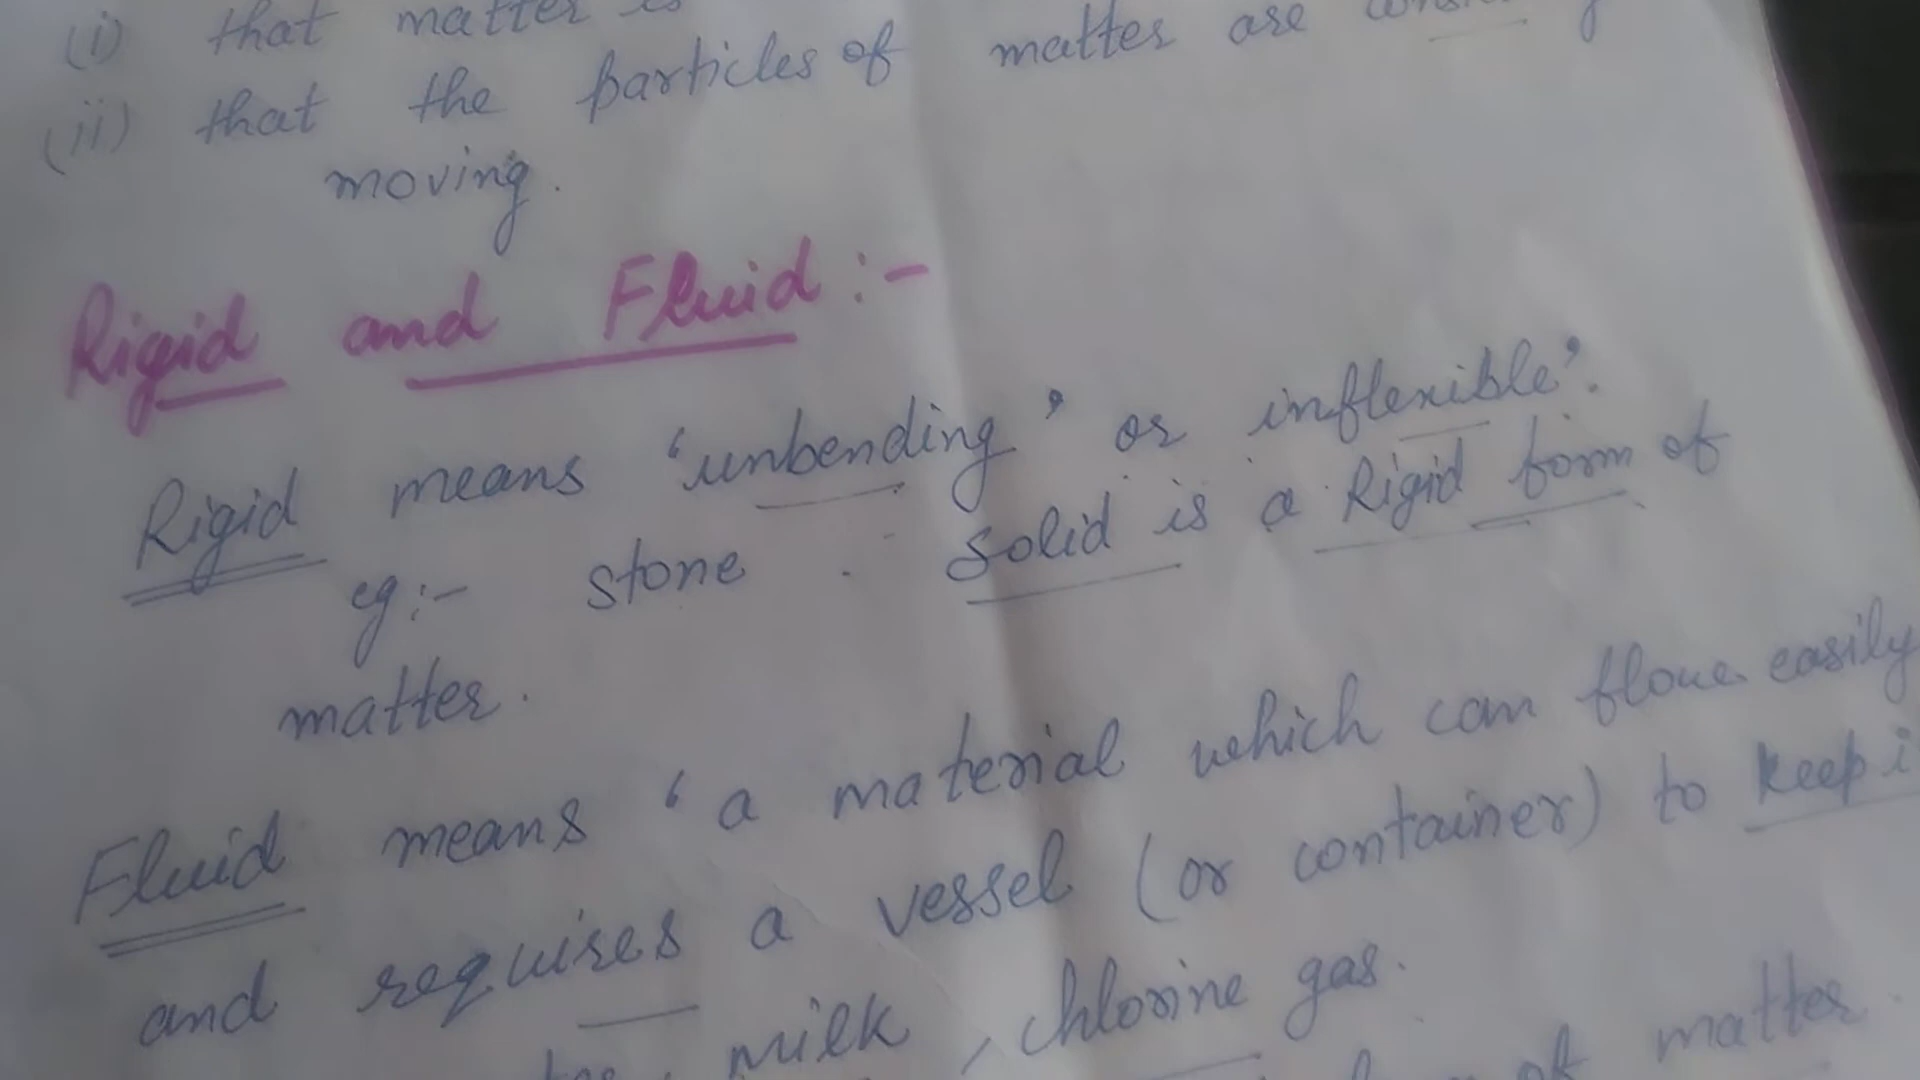 (i) that matter is
(ii) that the particles of matter are
moving.
Rigid and Fluid :-
Rigid means 'unbending' or inflexible'.
eg :- stone . Solid is a Rigid form of
matter.
Fluid means ' a material which can flow easily
and requires a vessel (or container) to keep i
milk, chlorine gas.
of matter.